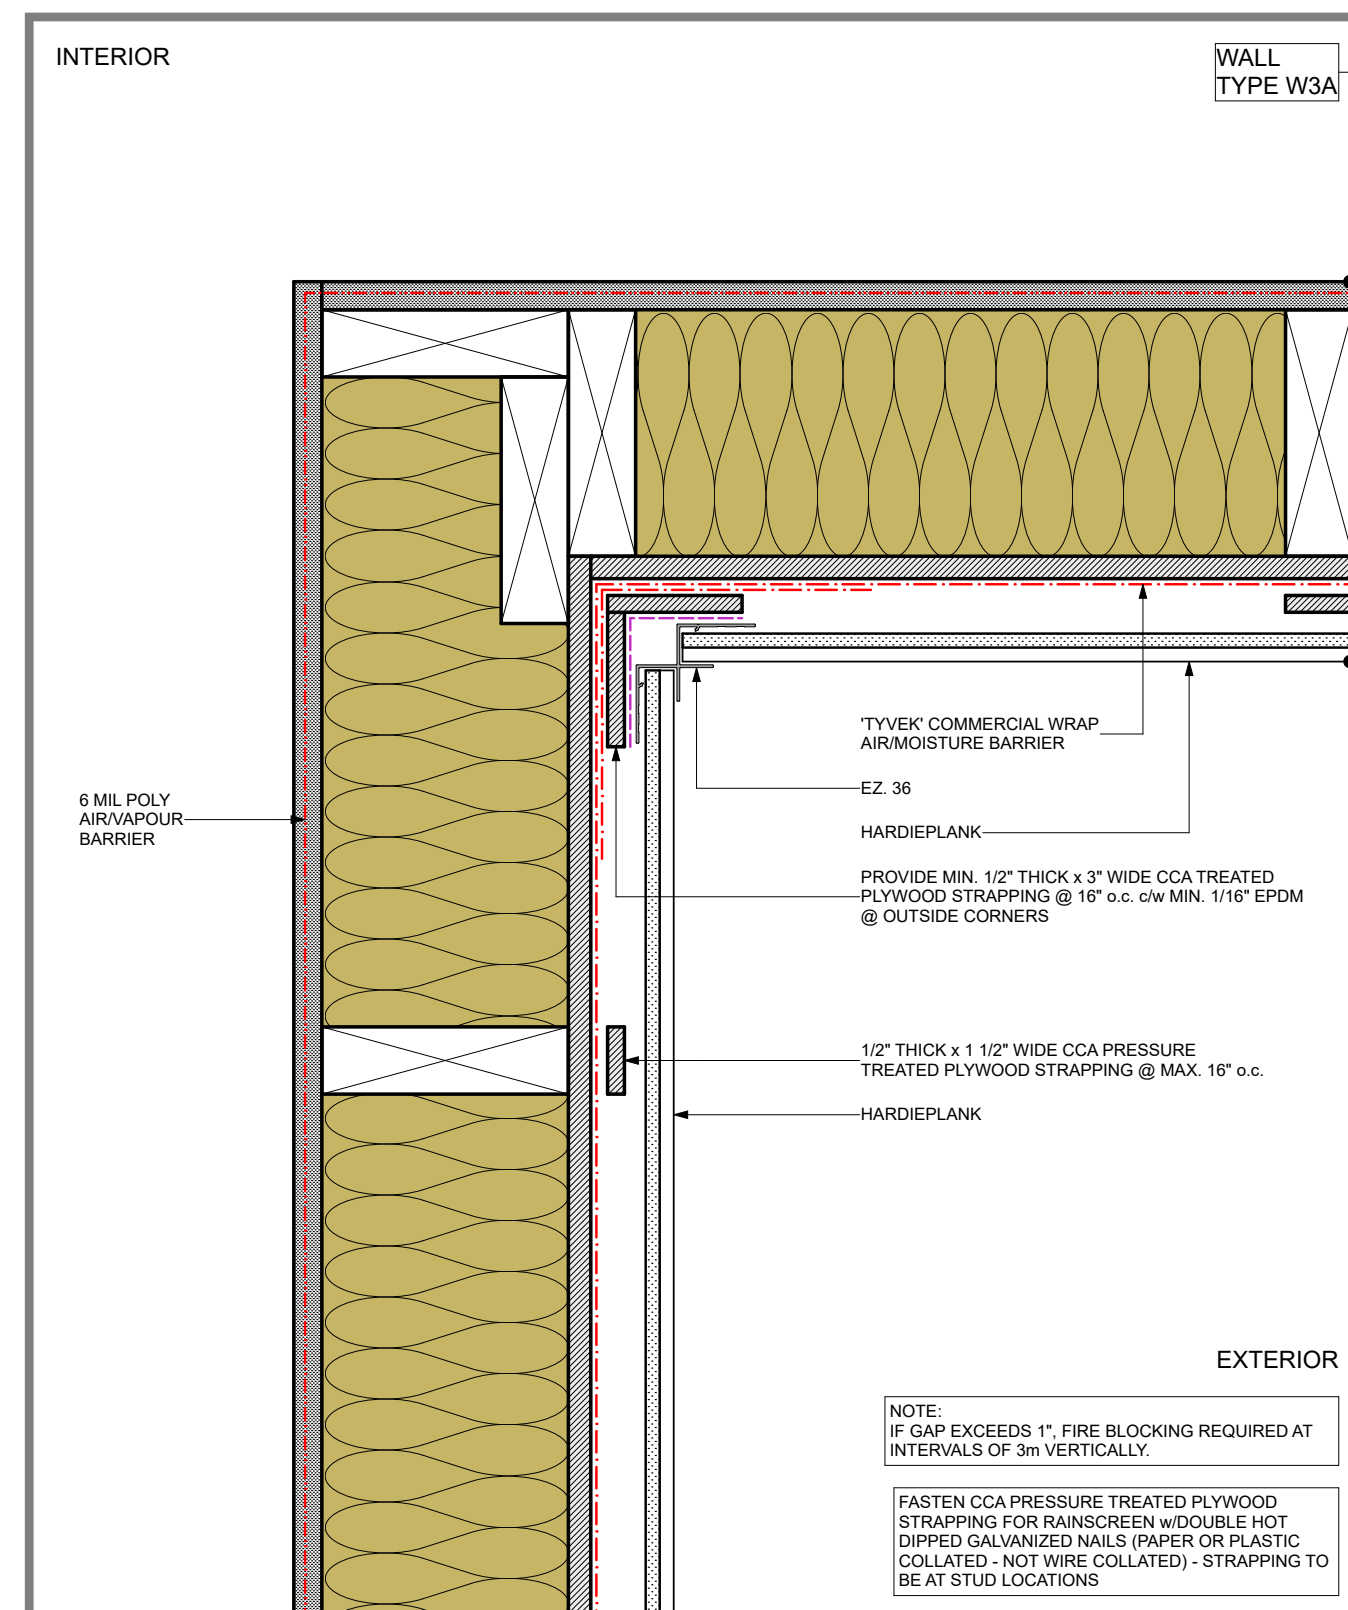 INTERIOR
WALL
TYPE W3A
'TYVEK' COMMERCIAL WRAP
AIR/MOISTURE BARRIER
EZ. 36
6 MIL POLY
AIR/VAPOUR
BARRIER
HARDIEPLANK
PROVIDE MIN. 1/2" THICK x 3" WIDE CCA TREATED
PLYWOOD STRAPPING @ 16" o.c. c/w MIN. 1/16" EPDM
@ OUTSIDE CORNERS
1/2" THICK x 1 1/2" WIDE CCA PRESSURE
TREATED PLYWOOD STRAPPING @ MAX. 16" o.c.
HARDIEPLANK
EXTERIOR
NOTE:
IF GAP EXCEEDS 1", FIRE BLOCKING REQUIRED AT
INTERVALS OF 3m VERTICALLY.
FASTEN CCA PRESSURE TREATED PLYWOOD
STRAPPING FOR RAINSCREEN w/DOUBLE HOT
DIPPED GALVANIZED NAILS (PAPER OR PLASTIC
COLLATED - NOT WIRE COLLATED) - STRAPPING TO
BE AT STUD LOCATIONS